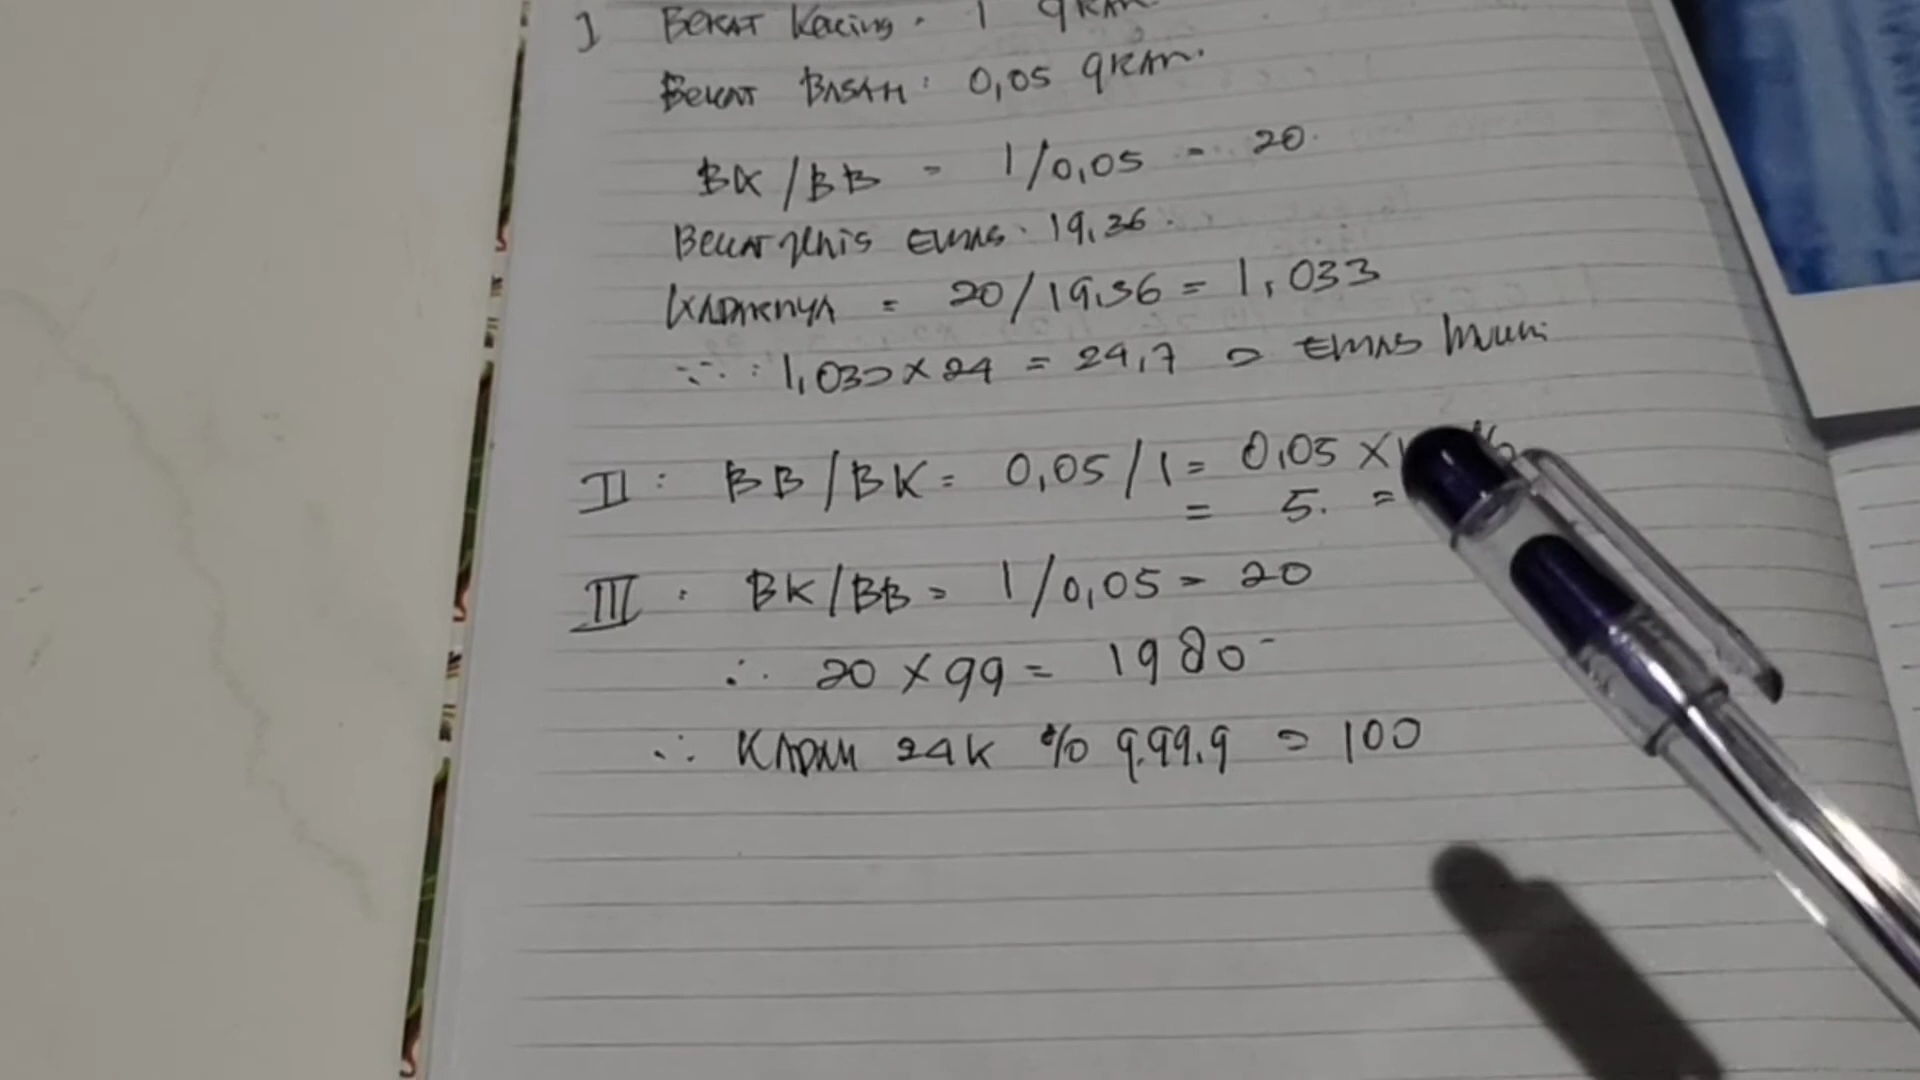 I Berat Kering : 1 gram
Berat Basah : 0,05 gram.
BK/BB = 1/0,05 = 20.
Berat Jenis Emas : 19,36.
Kadarnya = 20/19,36 = 1,033
∴ : 1,033 x 24 = 24,7 => Emas Murni
II : BB/BK = 0,05/1 = 0,05 x
= 5. =
III : BK/BB = 1/0,05 = 20
∴ 20 x 99 = 1980
∴ Kadar 24K % 9.99.9 = 100